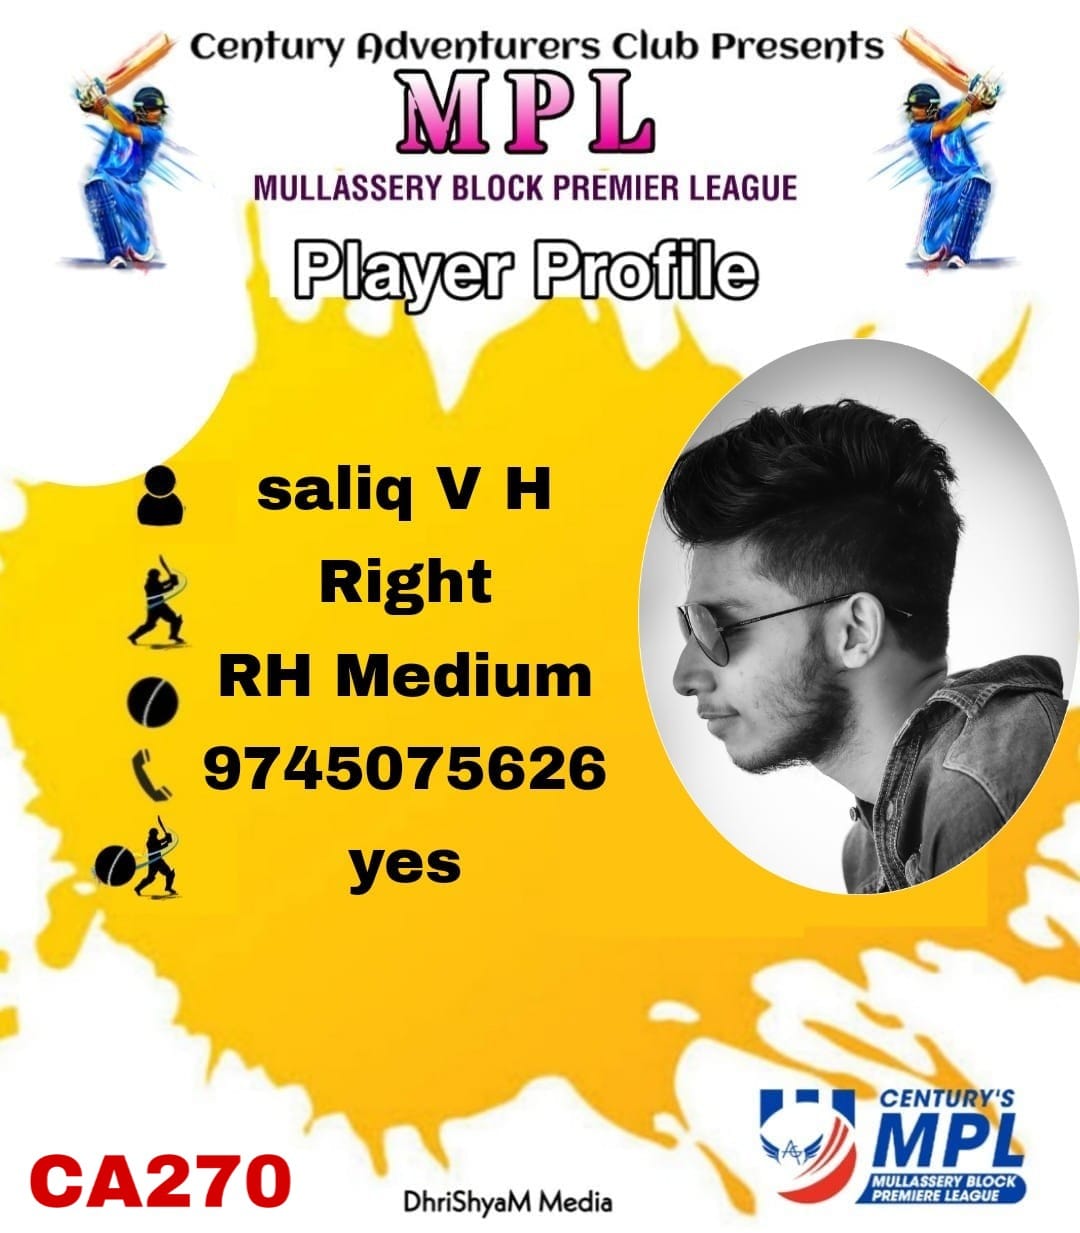 Century Adventurers Club Presents
MPL
MULLASSERY BLOCK PREMIER LEAGUE
Player Profile
saliq V H
Right
RH Medium
9745075626
yes
CA270
DhriShyaM Media
CENTURY'S
MPL
MULLASSERY BLOCK
PREMIERE LEAGUE